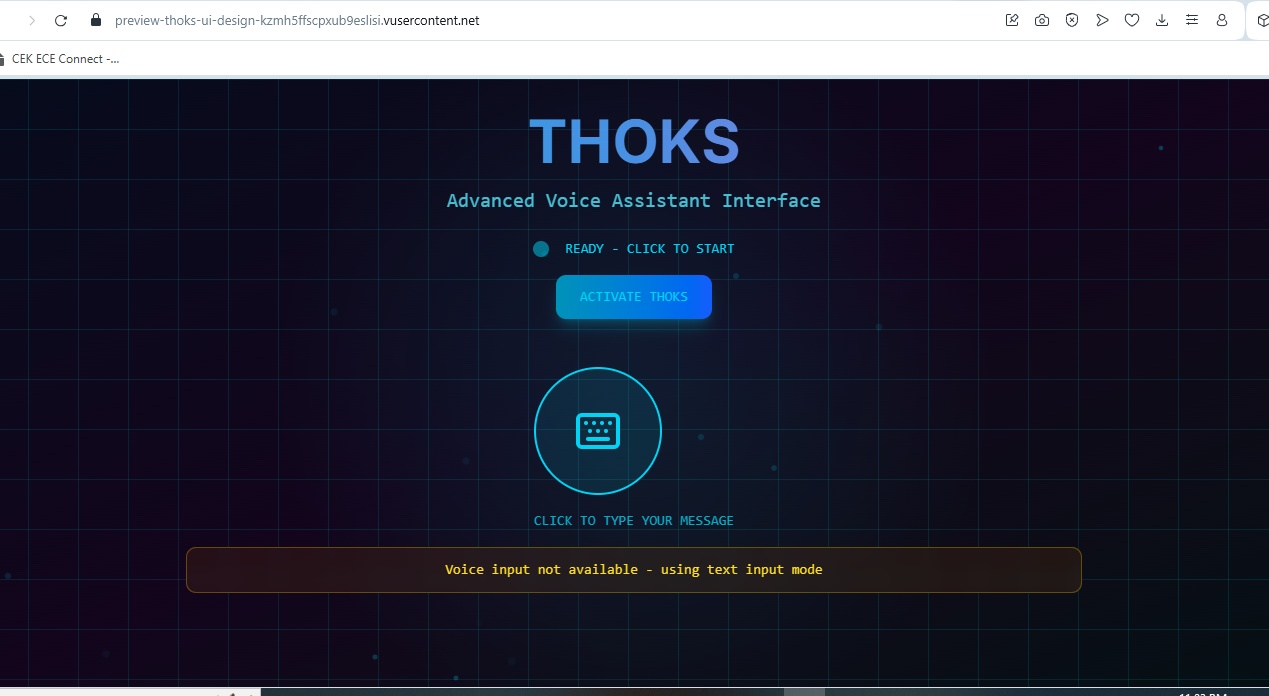 preview-thoks-ui-design-kzmh5ffscpxub9eslisi.vusercontent.net
CEK ECE Connect -...
THOKS
Advanced Voice Assistant Interface
READY - CLICK TO START
ACTIVATE THOKS
CLICK TO TYPE YOUR MESSAGE
Voice input not available - using text input mode